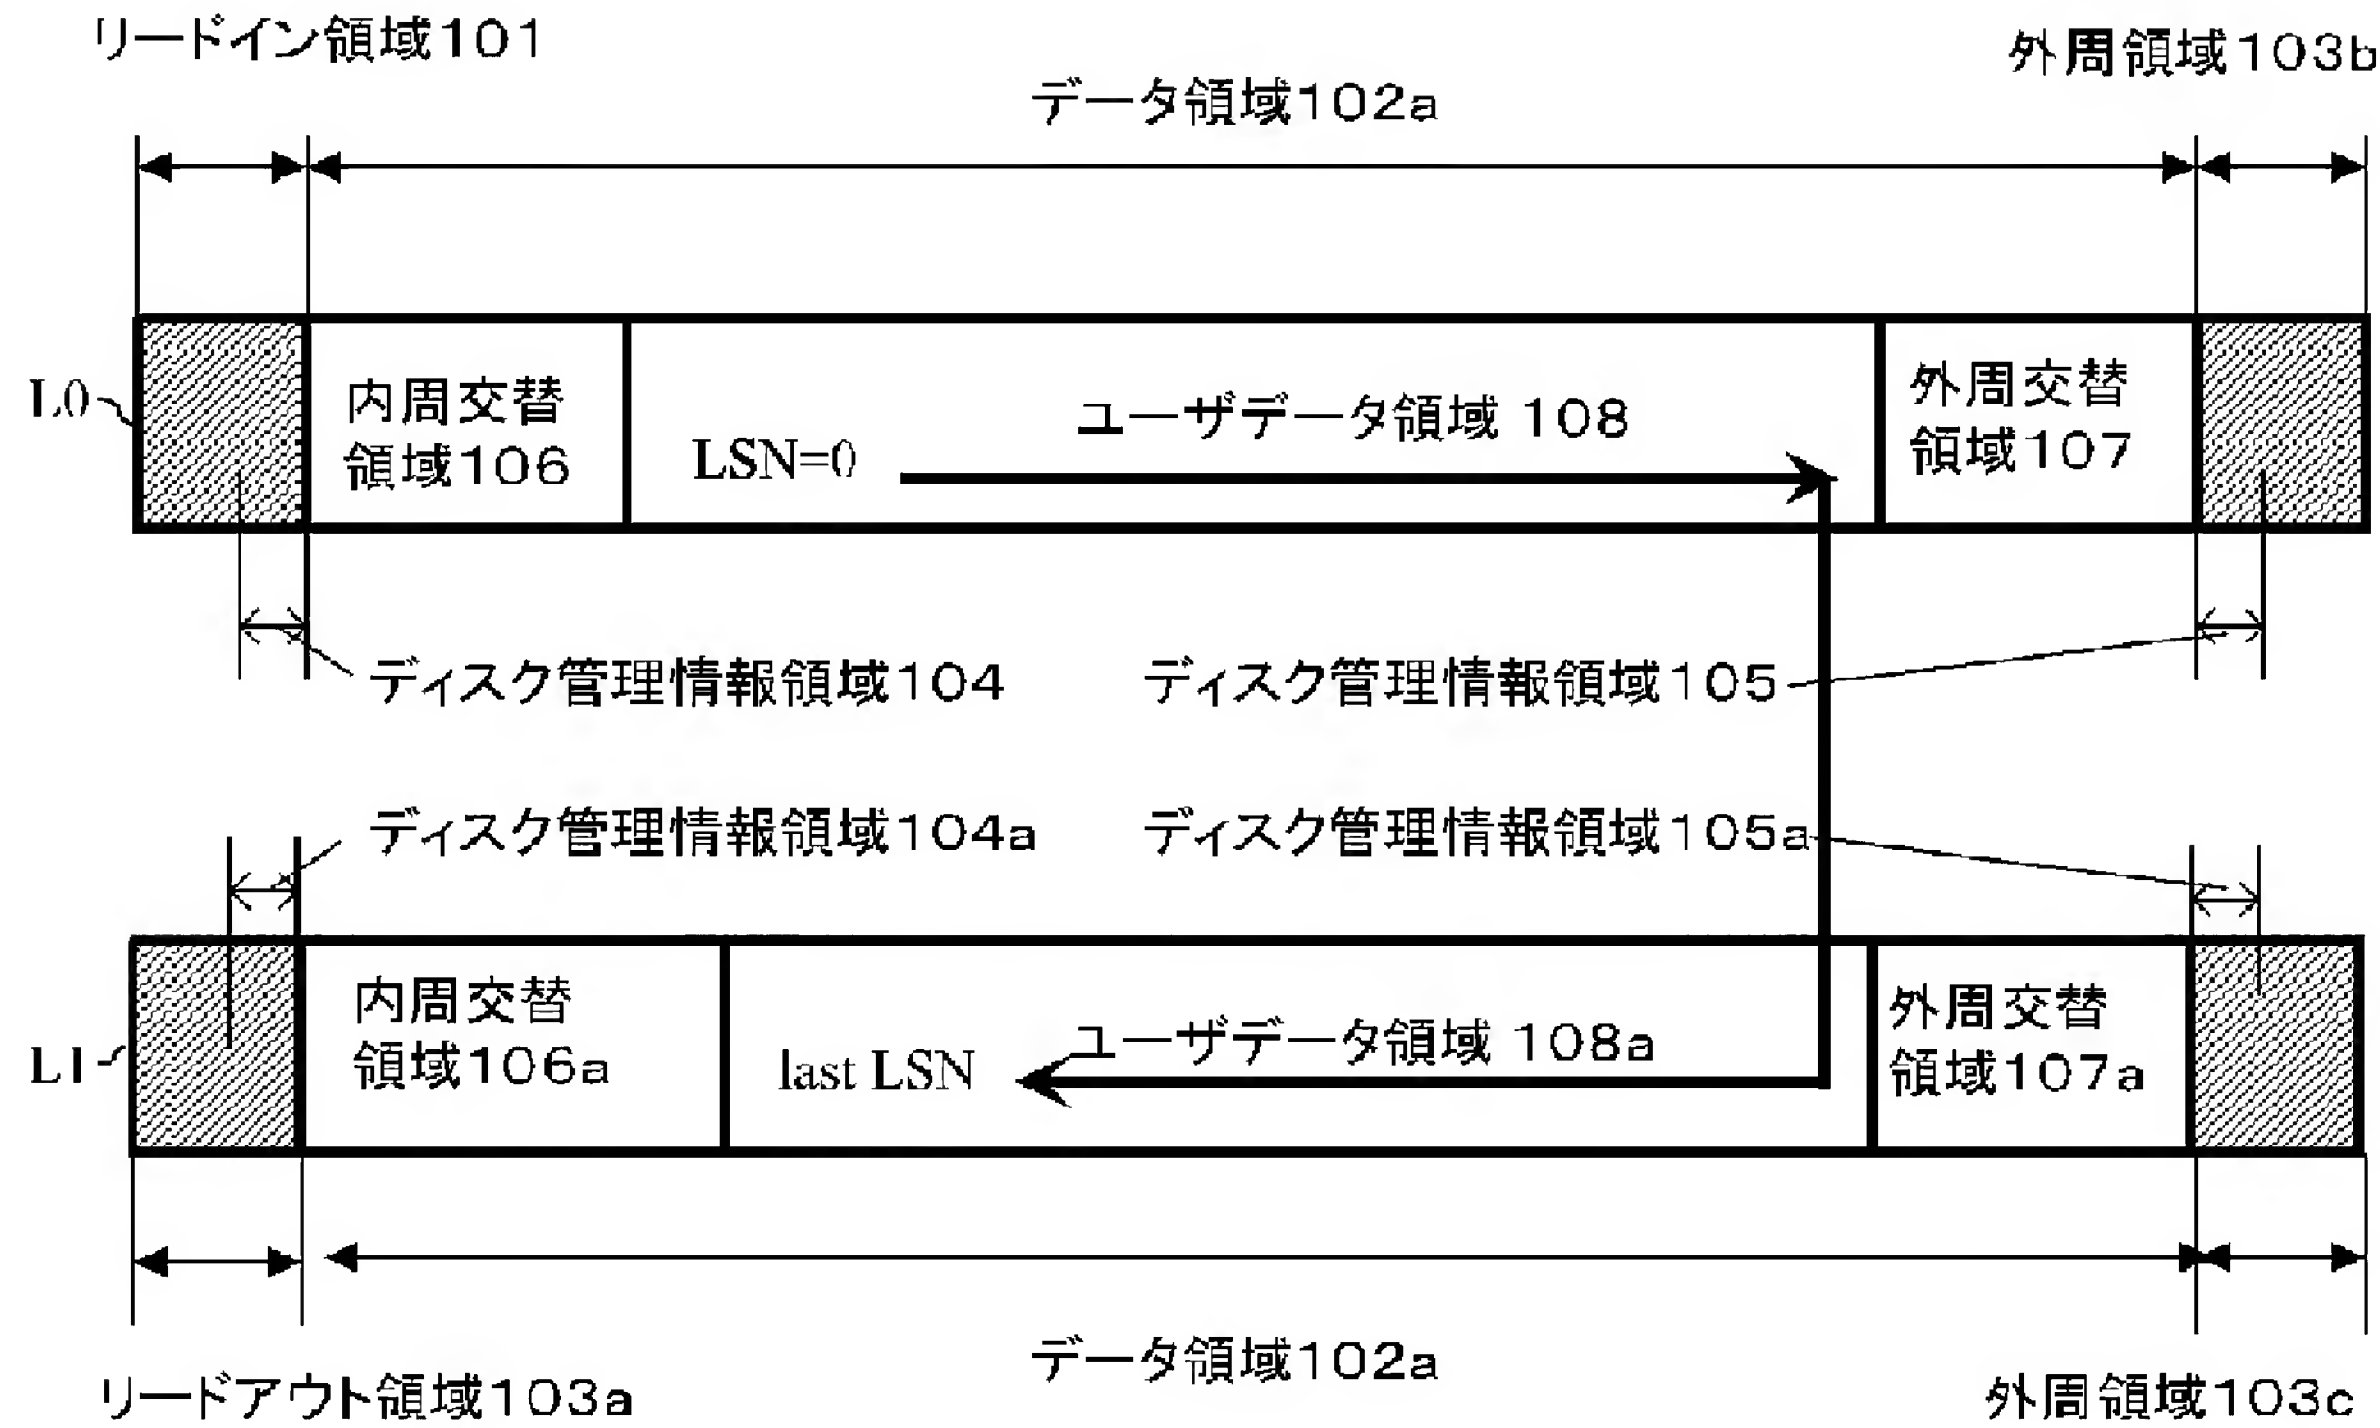 リードイン領域101
外周領域103b
データ領域102a
L0
内周交替
領域106
LSN=0
ユーザデータ領域 108
外周交替
領域107
ディスク管理情報領域104
ディスク管理情報領域105
ディスク管理情報領域104a
ディスク管理情報領域105a
L1
内周交替
領域106a
last LSN
ユーザデータ領域 108a
外周交替
領域107a
データ領域102a
リードアウト領域103a
外周領域103c